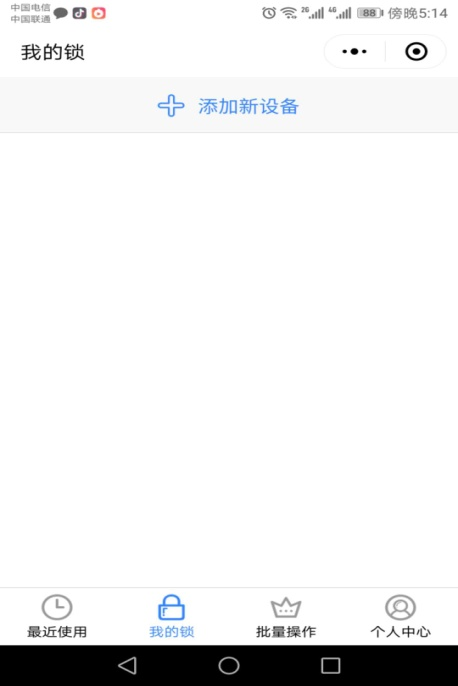 中国电信
中国联通
2G
4G
88
傍晚5:14
我的锁
添加新设备
最近使用
我的锁
批量操作
个人中心